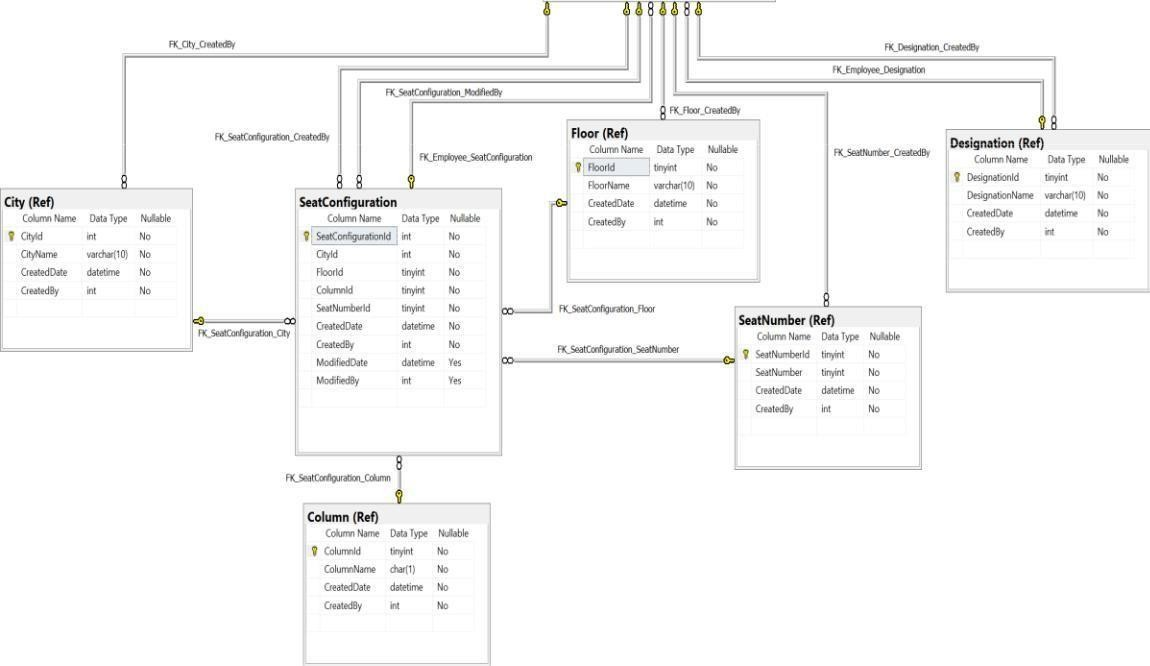 FK_City_CreatedBy
FK_Designation_CreatedBy
FK_Employee_Designation
FK_SeatConfiguration_ModifiedBy
FK_Floor_CreatedBy
FK_SeatConfiguration_CreatedBy
FK_Employee_SeatConfiguration
FK_SeatNumber_CreatedBy
Floor (Ref)
Column Name Data Type Nullable
FloorId tinyint No
FloorName varchar(10) No
CreatedDate datetime No
CreatedBy int No
Designation (Ref)
Column Name Data Type Nullable
DesignationId tinyint No
DesignationName varchar(10) No
CreatedDate datetime No
CreatedBy int No
City (Ref)
Column Name Data Type Nullable
CityId int No
CityName varchar(10) No
CreatedDate datetime No
CreatedBy int No
SeatConfiguration
Column Name Data Type Nullable
SeatConfigurationId int No
CityId int No
FloorId tinyint No
ColumnId tinyint No
SeatNumberId tinyint No
CreatedDate datetime No
CreatedBy int No
ModifiedDate datetime Yes
ModifiedBy int Yes
FK_SeatConfiguration_City
FK_SeatConfiguration_Floor
FK_SeatConfiguration_SeatNumber
SeatNumber (Ref)
Column Name Data Type Nullable
SeatNumberId tinyint No
SeatNumber tinyint No
CreatedDate datetime No
CreatedBy int No
FK_SeatConfiguration_Column
Column (Ref)
Column Name Data Type Nullable
ColumnId tinyint No
ColumnName char(1) No
CreatedDate datetime No
CreatedBy int No